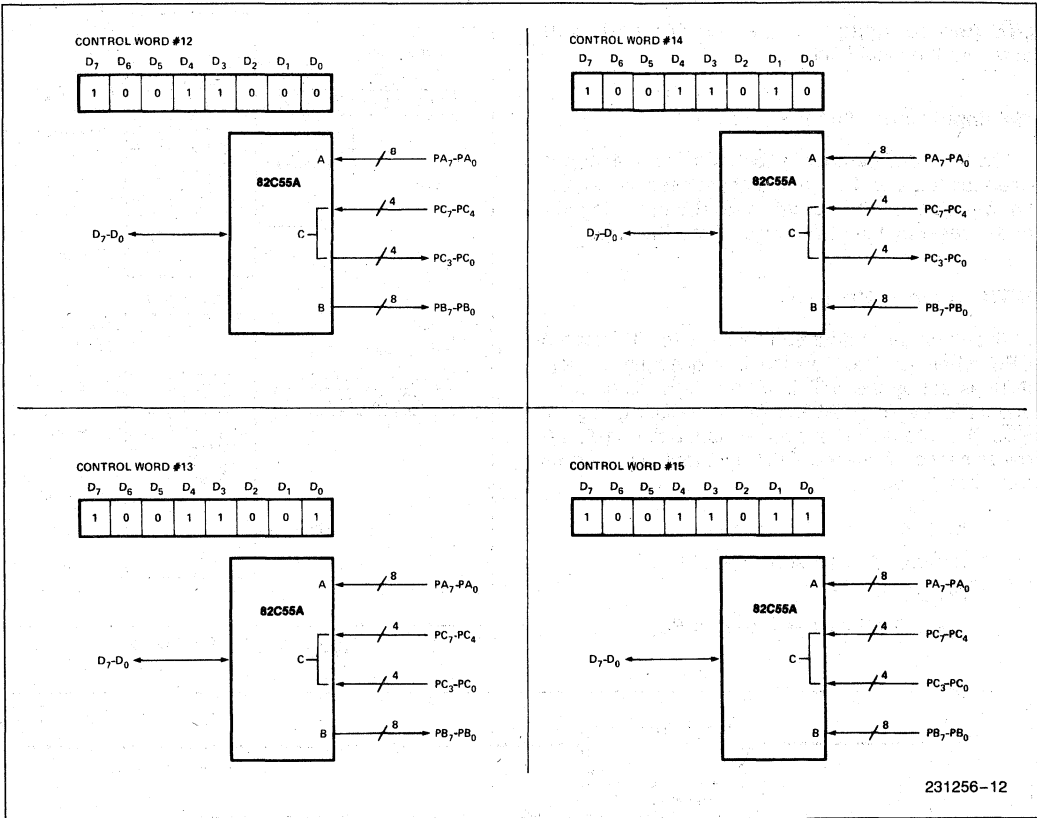 CONTROL WORD #12
D7 D6 D5 D4 D3 D2 D1 D0
1 0 0 1 1 0 0 0
82C55A
A 8 PA7-PA0
4 PC7-PC4
D7-D0 C
4 PC3-PC0
B 8 PB7-PB0
CONTROL WORD #14
D7 D6 D5 D4 D3 D2 D1 D0
1 0 0 1 1 0 1 0
82C55A
A 8 PA7-PA0
4 PC7-PC4
D7-D0 C
4 PC3-PC0
B 8 PB7-PB0
CONTROL WORD #13
D7 D6 D5 D4 D3 D2 D1 D0
1 0 0 1 1 0 0 1
82C55A
A 8 PA7-PA0
4 PC7-PC4
D7-D0 C
4 PC3-PC0
B 8 PB7-PB0
CONTROL WORD #15
D7 D6 D5 D4 D3 D2 D1 D0
1 0 0 1 1 0 1 1
82C55A
A 8 PA7-PA0
4 PC7-PC4
D7-D0 C
4 PC3-PC0
B 8 PB7-PB0
231256-12